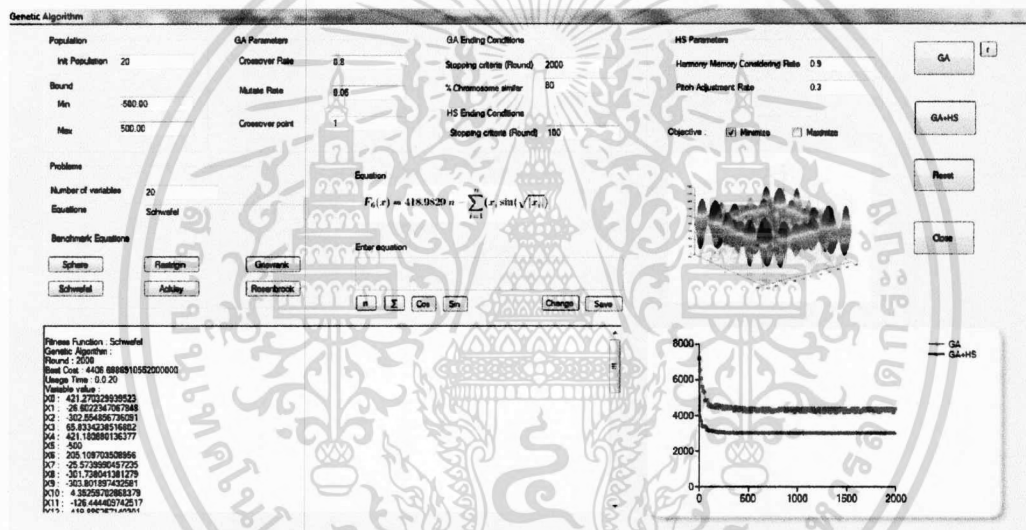 Genetic Algorithm
Population
Init Population 20
Bound
Min -500.00
Max 500.00
GA Parameters
Crossover Rate 0.8
Mutate Rate 0.06
Crossover point 1
GA Ending Conditions
Stopping criteria (Round) 2000
% Chromosome similar 80
HS Ending Conditions
Stopping criteria (Round) 100
HS Parameters
Harmony Memory Considering Rate 0.9
Pitch Adjustment Rate 0.3
Objective : Minimize Maximize
GA r
GA+HS
Reset
Close
Problems
Number of variables 20
Equations Schwefel
Benchmark Equations
Sphere Rastrigin Griewank
Schwefel Ackley Rosenbrock
Equation
F₆(x) = 418.9829 n − ∑ⁿᵢ₌₁ (xᵢ sin(√|xᵢ|)
Enter equation
n Σ Cos Sin Change Save
Fitness Function : Schwefel
Genetic Algorithm :
Round : 2000
Best Cost : 4406.6886910552000000
Usage Time : 0.0.20
Variable value :
X0 : 421.270329939523
X1 : -26.6022347067848
X2 : -302.554856736091
X3 : 65.8334238516802
X4 : 421.180880136377
X5 : -500
X6 : 205.109703508956
X7 : -25.5739990457235
X8 : -301.738041381279
X9 : -303.801897432581
X10 : 4.38259702868379
X11 : -126.444409742517
8000
6000
4000
2000
0
0 500 1000 1500 2000
GA
GA+HS